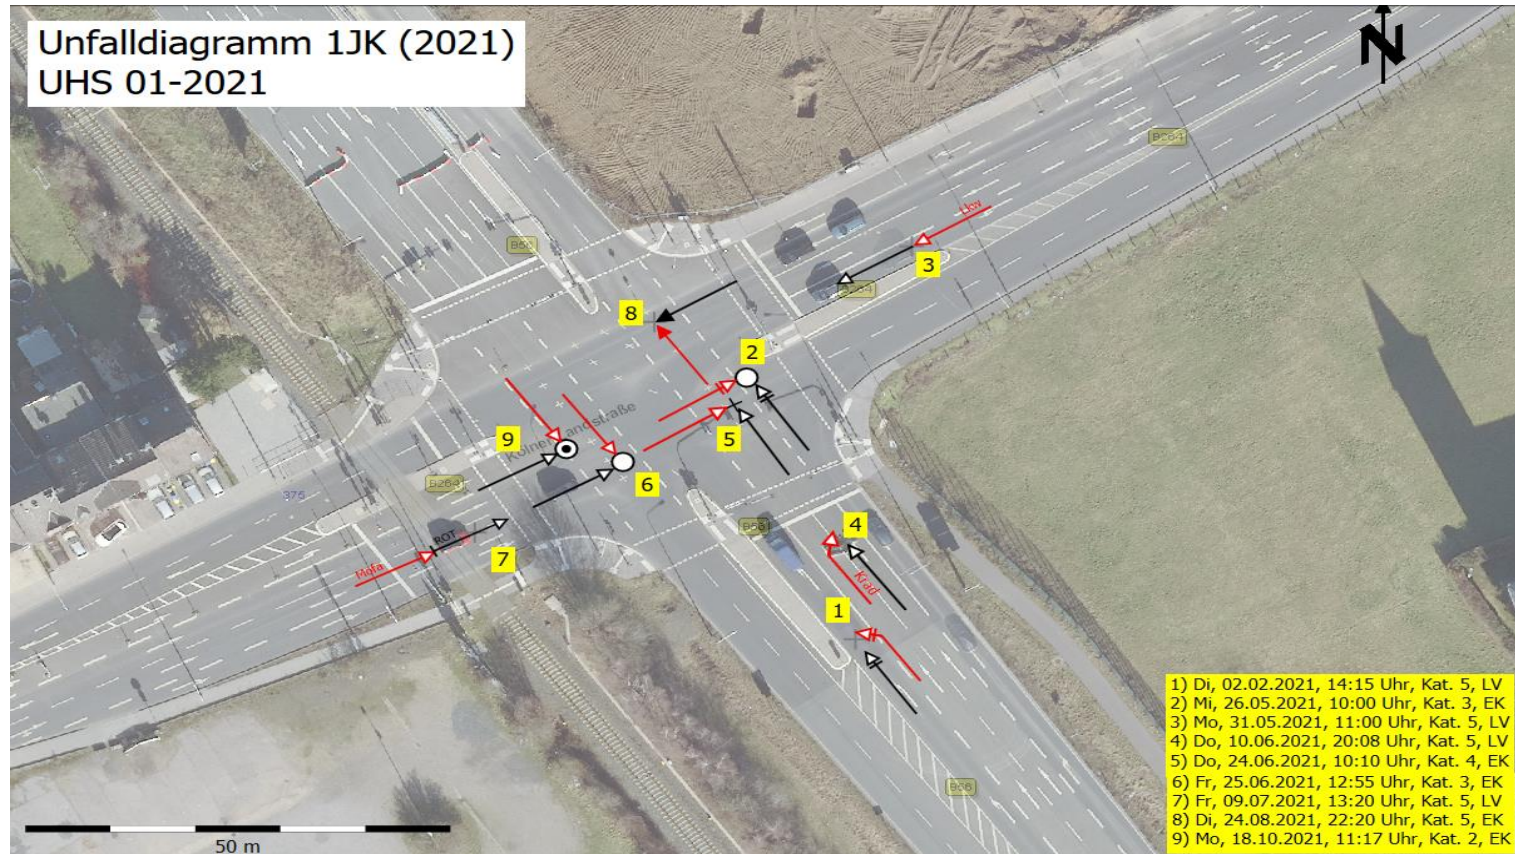 Unfalldiagramm 1JK (2021)
UHS 01-2021
N
B264
Lkw
B56
3
B264
8
2
Kölner Landstraße
9
5
6
B264
375
ROT
7
Mofa
B56
4
Krad
1
B56
50 m
1) Di, 02.02.2021, 14:15 Uhr, Kat. 5, LV
2) Mi, 26.05.2021, 10:00 Uhr, Kat. 3, EK
3) Mo, 31.05.2021, 11:00 Uhr, Kat. 5, LV
4) Do, 10.06.2021, 20:08 Uhr, Kat. 5, LV
5) Do, 24.06.2021, 10:10 Uhr, Kat. 4, EK
6) Fr, 25.06.2021, 12:55 Uhr, Kat. 3, EK
7) Fr, 09.07.2021, 13:20 Uhr, Kat. 5, LV
8) Di, 24.08.2021, 22:20 Uhr, Kat. 5, EK
9) Mo, 18.10.2021, 11:17 Uhr, Kat. 2, EK